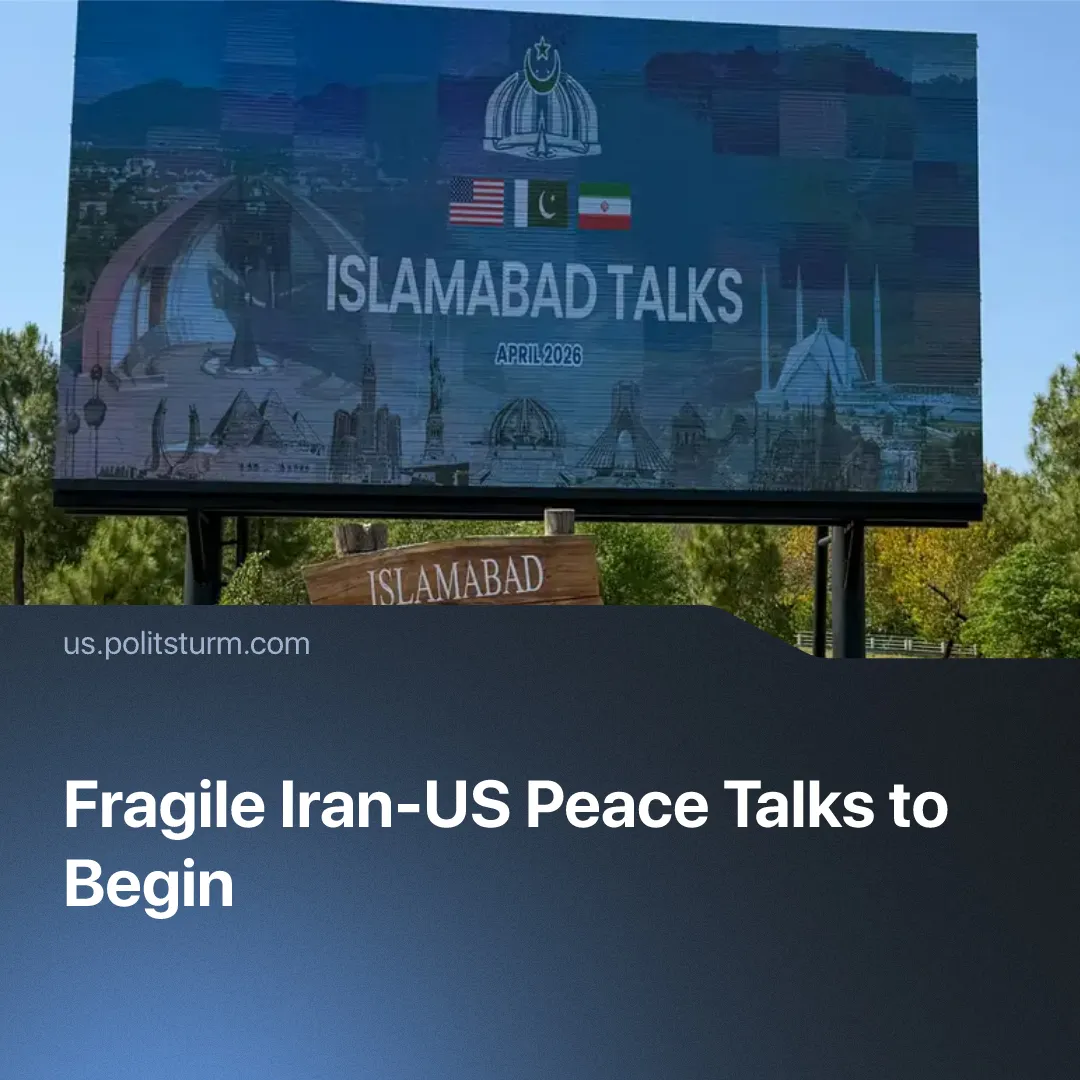 ISLAMABAD TALKS
APRIL 2026
ISLAMABAD
us.politsturm.com
Fragile Iran-US Peace Talks to
Begin